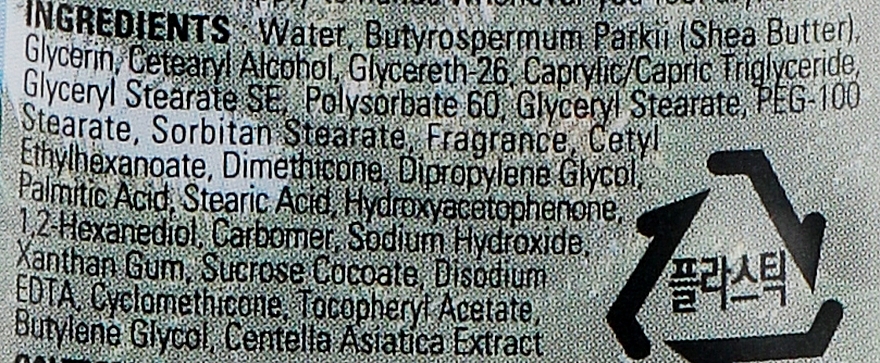 INGREDIENTS · Water, Butyrospermum Parkii (Shea Butter),
Glycerin, Cetearyl Alcohol, Glycereth-26, Caprylic/Capric Triglyceride,
Glyceryl Stearate SE, Polysorbate 60, Glyceryl Stearate, PEG-100
Stearate, Sorbitan Stearate, Fragrance, Cetyl
Ethylhexanoate, Dimethicone, Dipropylene Glycol,
Palmitic Acid, Stearic Acid, Hydroxyacetophenone,
1,2-Hexanediol, Carbomer, Sodium Hydroxide,
Xanthan Gum, Sucrose Cocoate, Disodium
EDTA, Cyclomethicone, Tocopheryl Acetate,
Butylene Glycol, Centella Asiatica Extract
플라스틱